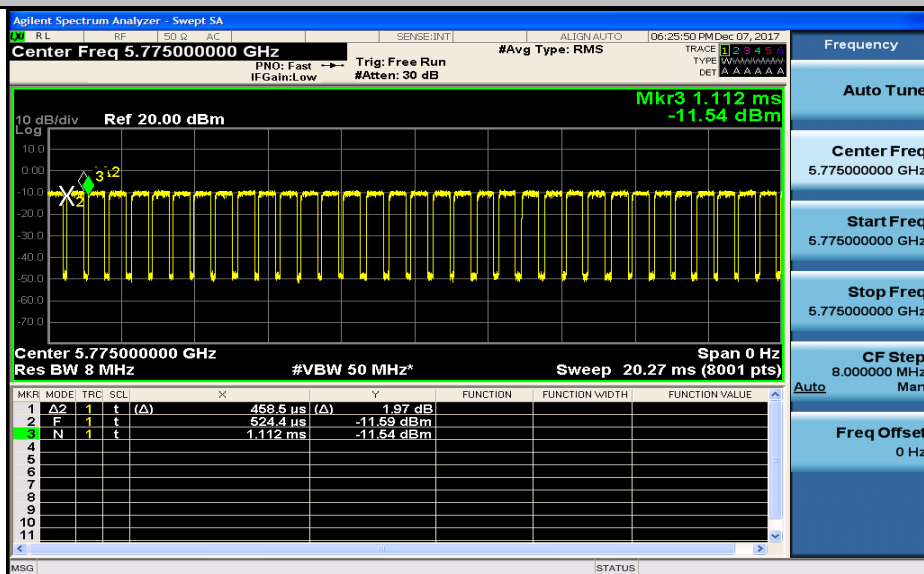 Agilent Spectrum Analyzer - Swept SA
LXI RL RF 50 Ω AC SENSE:INT ALIGN AUTO 06:25:50 PM Dec 07, 2017
Center Freq 5.775000000 GHz
PNO: Fast
IFGain:Low
Trig: Free Run
#Atten: 30 dB
#Avg Type: RMS
TRACE 1 2 3 4 5 6
TYPE WWWWWW
DET A A A A A A
Mkr3 1.112 ms
-11.54 dBm
10 dB/div Ref 20.00 dBm
Log
10.0
0.00
-10.0
-20.0
-30.0
-40.0
-50.0
-60.0
-70.0
3
2
2
Center 5.775000000 GHz Span 0 Hz
Res BW 8 MHz #VBW 50 MHz* Sweep 20.27 ms (8001 pts)
MKR MODE TRC SCL X Y FUNCTION FUNCTION WIDTH FUNCTION VALUE
1 Δ2 1 t (Δ) 458.5 µs (Δ) 1.97 dB
2 F 1 t 524.4 µs -11.59 dBm
3 N 1 t 1.112 ms -11.54 dBm
4
5
6
7
8
9
10
11
MSG STATUS
Frequency
Auto Tune
Center Freq
5.775000000 GHz
Start Freq
5.775000000 GHz
Stop Freq
5.775000000 GHz
CF Step
8.000000 MHz
Auto Man
Freq Offset
0 Hz